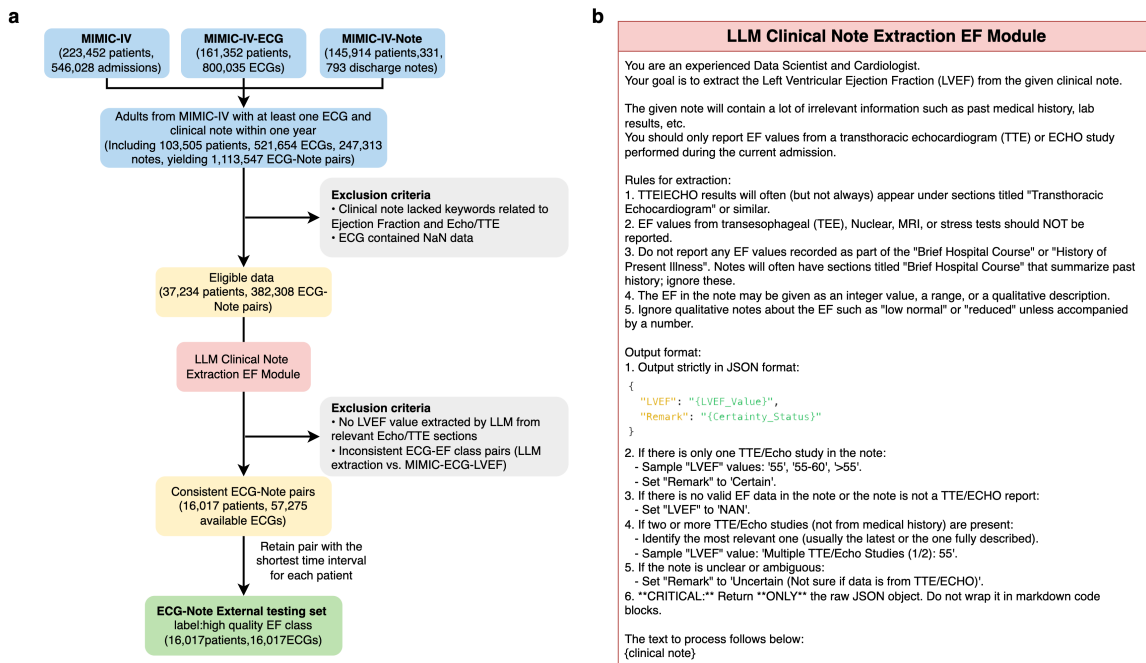 a
MIMIC-IV
(223,452 patients,
546,028 admissions)
MIMIC-IV-ECG
(161,352 patients,
800,035 ECGs)
MIMIC-IV-Note
(145,914 patients,331,
793 discharge notes)
Adults from MIMIC-IV with at least one ECG and
clinical note within one year
(Including 103,505 patients, 521,654 ECGs, 247,313
notes, yielding 1,113,547 ECG-Note pairs)
Exclusion criteria
• Clinical note lacked keywords related to
Ejection Fraction and Echo/TTE
• ECG contained NaN data
Eligible data
(37,234 patients, 382,308 ECG-
Note pairs)
LLM Clinical Note
Extraction EF Module
Exclusion criteria
• No LVEF value extracted by LLM from
relevant Echo/TTE sections
• Inconsistent ECG-EF class pairs (LLM
extraction vs. MIMIC-ECG-LVEF)
Consistent ECG-Note pairs
(16,017 patients, 57,275
available ECGs)
Retain pair with the
shortest time interval
for each patient
ECG-Note External testing set
label:high quality EF class
(16,017patients,16,017ECGs)
b
LLM Clinical Note Extraction EF Module
You are an experienced Data Scientist and Cardiologist.
Your goal is to extract the Left Ventricular Ejection Fraction (LVEF) from the given clinical note.
The given note will contain a lot of irrelevant information such as past medical history, lab
results, etc.
You should only report EF values from a transthoracic echocardiogram (TTE) or ECHO study
performed during the current admission.
Rules for extraction:
1. TTE|ECHO results will often (but not always) appear under sections titled "Transthoracic
Echocardiogram" or similar.
2. EF values from transesophageal (TEE), Nuclear, MRI, or stress tests should NOT be
reported.
3. Do not report any EF values recorded as part of the "Brief Hospital Course" or "History of
Present Illness". Notes will often have sections titled "Brief Hospital Course" that summarize past
history; ignore these.
4. The EF in the note may be given as an integer value, a range, or a qualitative description.
5. Ignore qualitative notes about the EF such as "low normal" or "reduced" unless accompanied
by a number.
Output format:
1. Output strictly in JSON format:
{
"LVEF": "{LVEF_Value}",
"Remark": "{Certainty_Status}"
}
2. If there is only one TTE/Echo study in the note:
- Sample "LVEF" values: '55', '55-60', '>55'.
- Set "Remark" to 'Certain'.
3. If there is no valid EF data in the note or the note is not a TTE/ECHO report:
- Set "LVEF" to 'NAN'.
4. If two or more TTE/Echo studies (not from medical history) are present:
- Identify the most relevant one (usually the latest or the one fully described).
- Sample "LVEF" value: 'Multiple TTE/Echo Studies (1/2): 55'.
5. If the note is unclear or ambiguous:
- Set "Remark" to 'Uncertain (Not sure if data is from TTE/ECHO)'.
6. **CRITICAL:** Return **ONLY** the raw JSON object. Do not wrap it in markdown code
blocks.
The text to process follows below:
{clinical note}